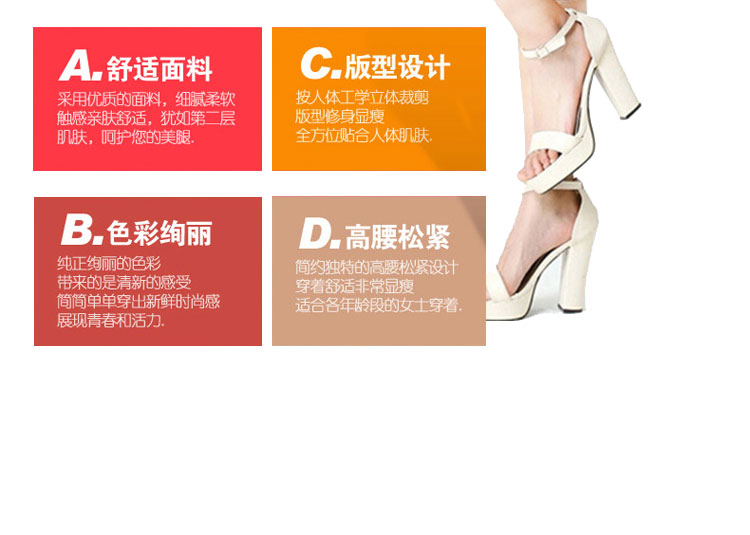 A.舒适面料
采用优质的面料，细腻柔软
触感亲肤舒适，犹如第二层
肌肤，呵护您的美腿.
B.色彩绚丽
纯正绚丽的色彩
带来的是清新的感受
简简单单穿出新鲜时尚感
展现青春和活力.
C.版型设计
按人体工学立体裁剪
版型修身显瘦
全方位贴合人体肌肤.
D.高腰松紧
简约独特的高腰松紧设计
穿着舒适非常显瘦
适合各年龄段的女士穿着.